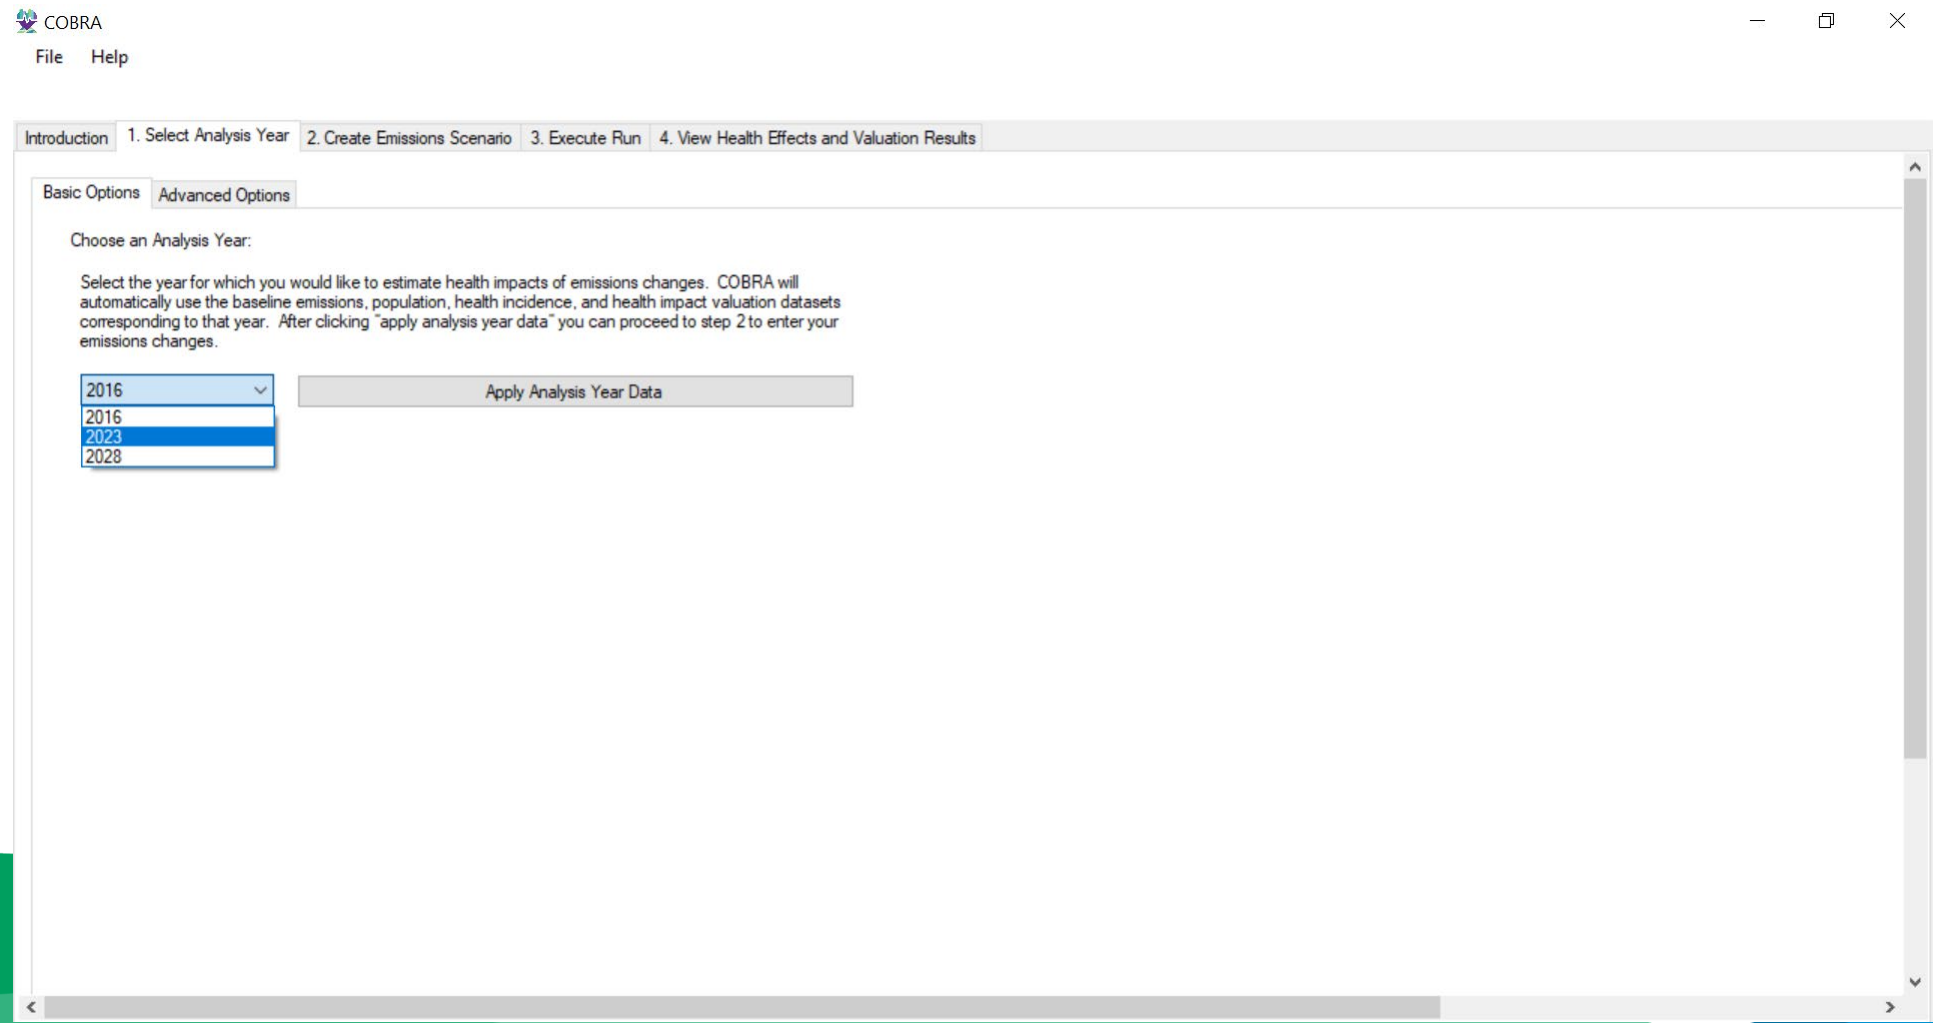 COBRA
File Help
Introduction 1. Select Analysis Year 2. Create Emissions Scenario 3. Execute Run 4. View Health Effects and Valuation Results
Basic Options Advanced Options
Choose an Analysis Year:
Select the year for which you would like to estimate health impacts of emissions changes.  COBRA will
automatically use the baseline emissions, population, health incidence, and health impact valuation datasets
corresponding to that year.  After clicking "apply analysis year data" you can proceed to step 2 to enter your
emissions changes.
2016 Apply Analysis Year Data
2016
2023
2028